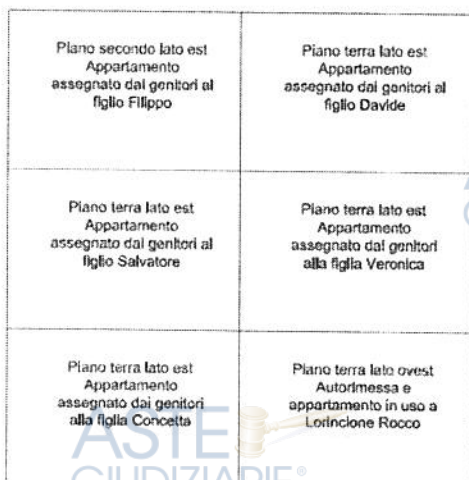 Piano secondo lato est
Appartamento
assegnato dai genitori al
figlio Filippo
Piano terra lato est
Appartamento
assegnato dai genitori al
figlio Davide
Piano terra lato est
Appartamento
assegnato dai genitori al
figlio Salvatore
Piano terra lato est
Appartamento
assegnato dai genitori
alla figlia Veronica
Piano terra lato est
Appartamento
assegnato dai genitori
alla figlia Concetta
Piano terra lato ovest
Autorimessa e
appartamento in uso a
Lorincione Rocco
ASTE
GIUDIZIARIE®